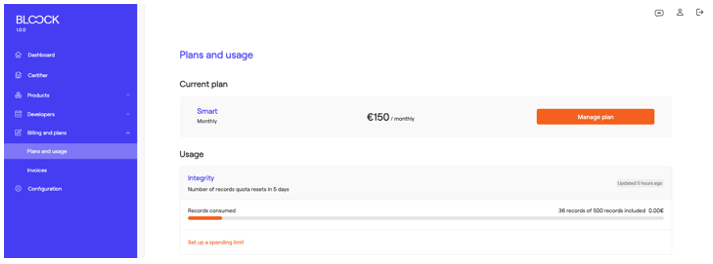 BLOCCK
1.0.0
Dashboard
Certifier
Products
Developers
Billing and plans
Plans and usage
Invoices
Configuration
Plans and usage
Current plan
Smart
Monthly
€150 / monthly
Manage plan
Usage
Integrity
Number of records quota resets in 5 days
Updated 5 hours ago
Records consumed
36 records of 500 records included 0.00€
Set up a spending limit